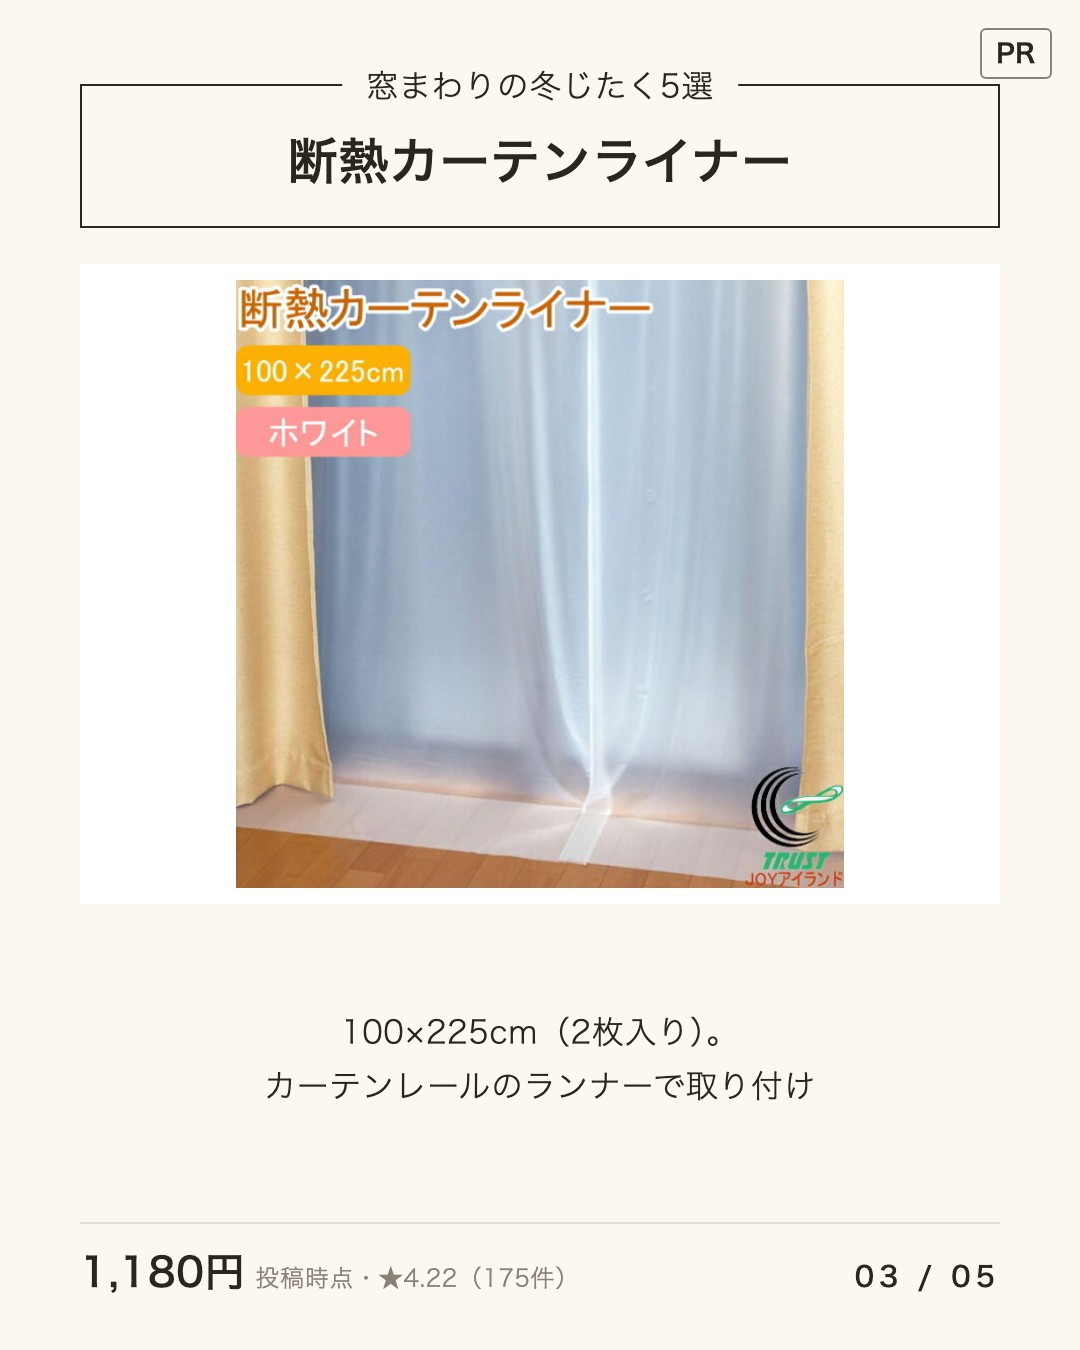 PR
窓まわりの冬じたく5選
断熱カーテンライナー
断熱カーテンライナー
100×225cm
ホワイト
TRUST
JOYアイランド
100×225cm（2枚入り）。
カーテンレールのランナーで取り付け
1,180円 投稿時点・★4.22（175件）
03 / 05